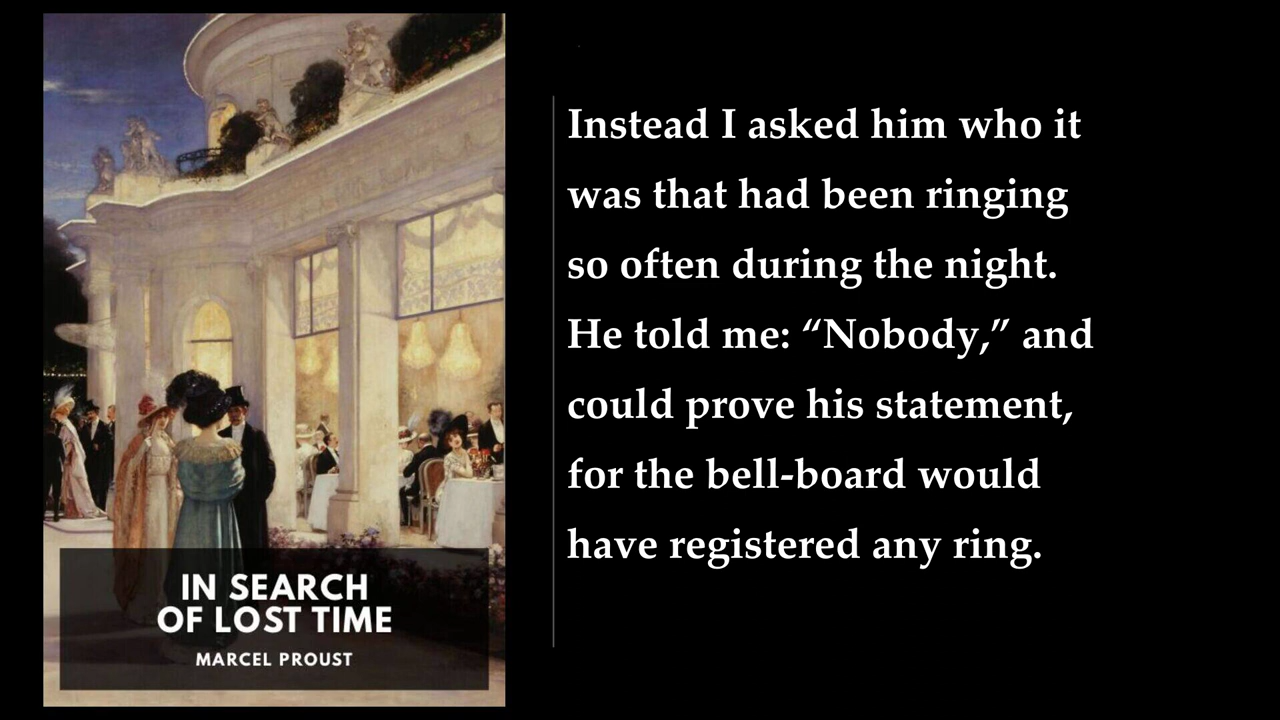 IN SEARCH
OF LOST TIME
MARCEL PROUST
Instead I asked him who it
was that had been ringing
so often during the night.
He told me: “Nobody,” and
could prove his statement,
for the bell-board would
have registered any ring.